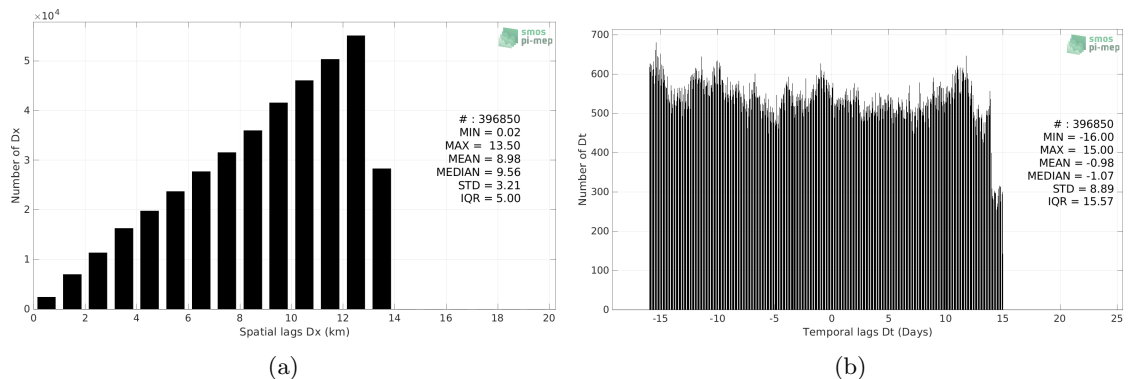 ×10⁴
5
4
3
2
1
0
Number of Dx
0 2 4 6 8 10 12 14 16 18 20
Spatial lags Dx (km)
smos
pi-mep
# : 396850
MIN = 0.02
MAX = 13.50
MEAN = 8.98
MEDIAN = 9.56
STD = 3.21
IQR = 5.00
(a)
700
600
500
400
300
200
100
0
Number of Dt
-15 -10 -5 0 5 10 15 20 25
Temporal lags Dt (Days)
smos
pi-mep
# : 396850
MIN = -16.00
MAX = 15.00
MEAN = -0.98
MEDIAN = -1.07
STD = 8.89
IQR = 15.57
(b)